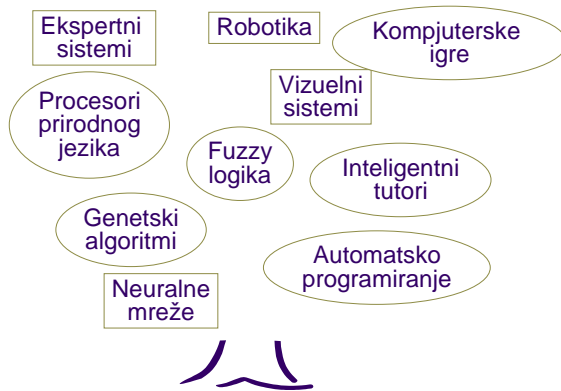 Ekspertni
sistemi
Robotika
Kompjuterske
igre
Vizuelni
sistemi
Procesori
prirodnog
jezika
Fuzzy
logika
Inteligentni
tutori
Genetski
algoritmi
Automatsko
programiranje
Neuralne
mreže